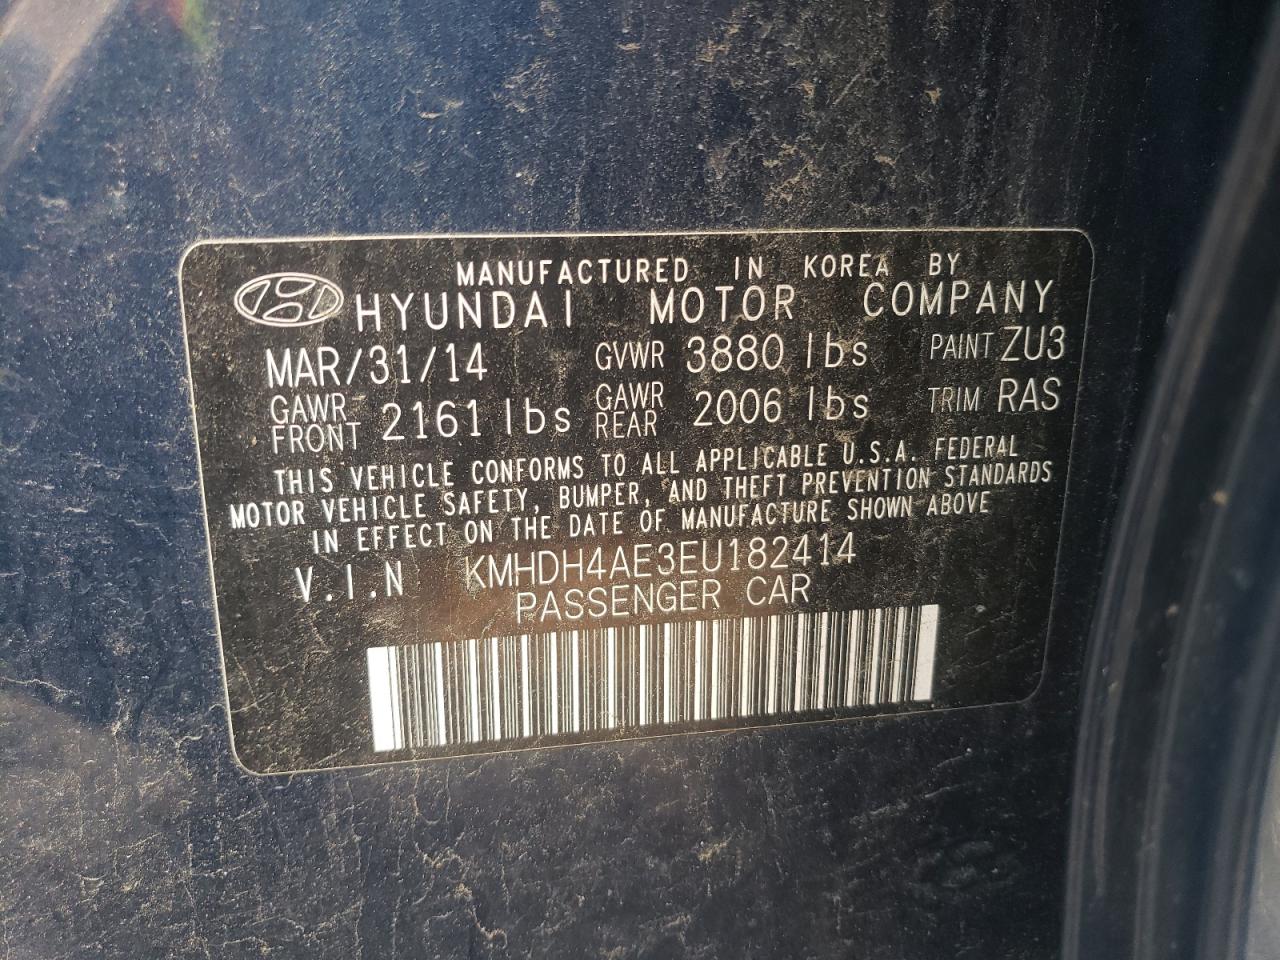 MANUFACTURED IN KOREA BY
HYUNDAI MOTOR COMPANY
MAR/31/14 GVWR 3880 lbs PAINT ZU3
GAWR FRONT 2161 lbs GAWR REAR 2006 lbs TRIM RAS
THIS VEHICLE CONFORMS TO ALL APPLICABLE U.S.A. FEDERAL
MOTOR VEHICLE SAFETY, BUMPER, AND THEFT PREVENTION STANDARDS
IN EFFECT ON THE DATE OF MANUFACTURE SHOWN ABOVE
V.I.N KMHDH4AE3EU182414
PASSENGER CAR